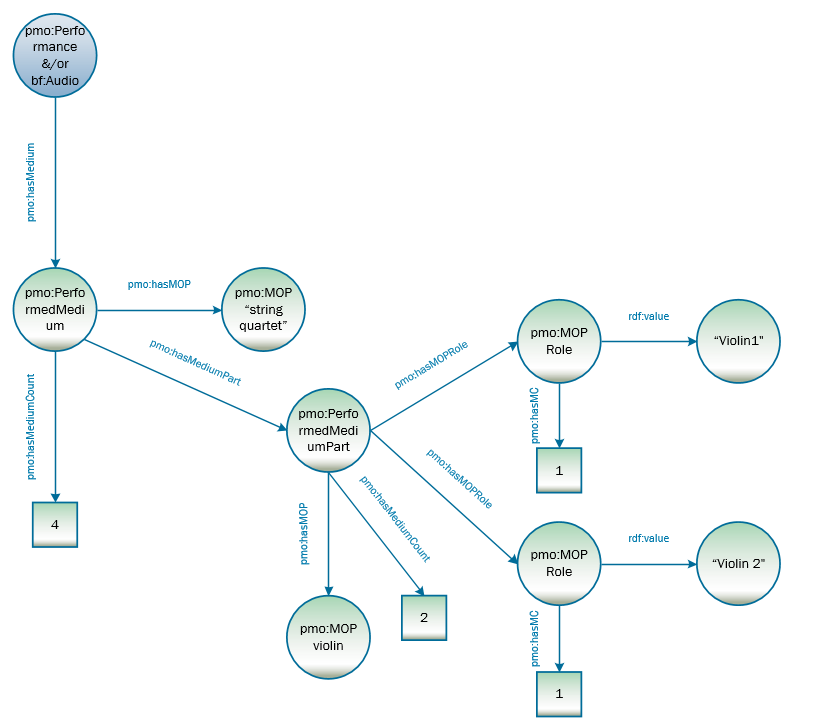 pmo:Perfo
rmance
&/or
bf:Audio
pmo:hasMedium
pmo:Perfo
rmedMedi
um
pmo:hasMOP
pmo:MOP
“string
quartet”
pmo:hasMediumCount
4
pmo:hasMediumPart
pmo:Perfo
rmedMedi
umPart
pmo:hasMOP
pmo:MOP
violin
pmo:hasMediumCount
2
pmo:hasMOPRole
pmo:MOP
Role
rdf:value
“Violin1"
pmo:hasMC
1
pmo:hasMOPRole
pmo:MOP
Role
rdf:value
“Violin 2"
pmo:hasMC
1